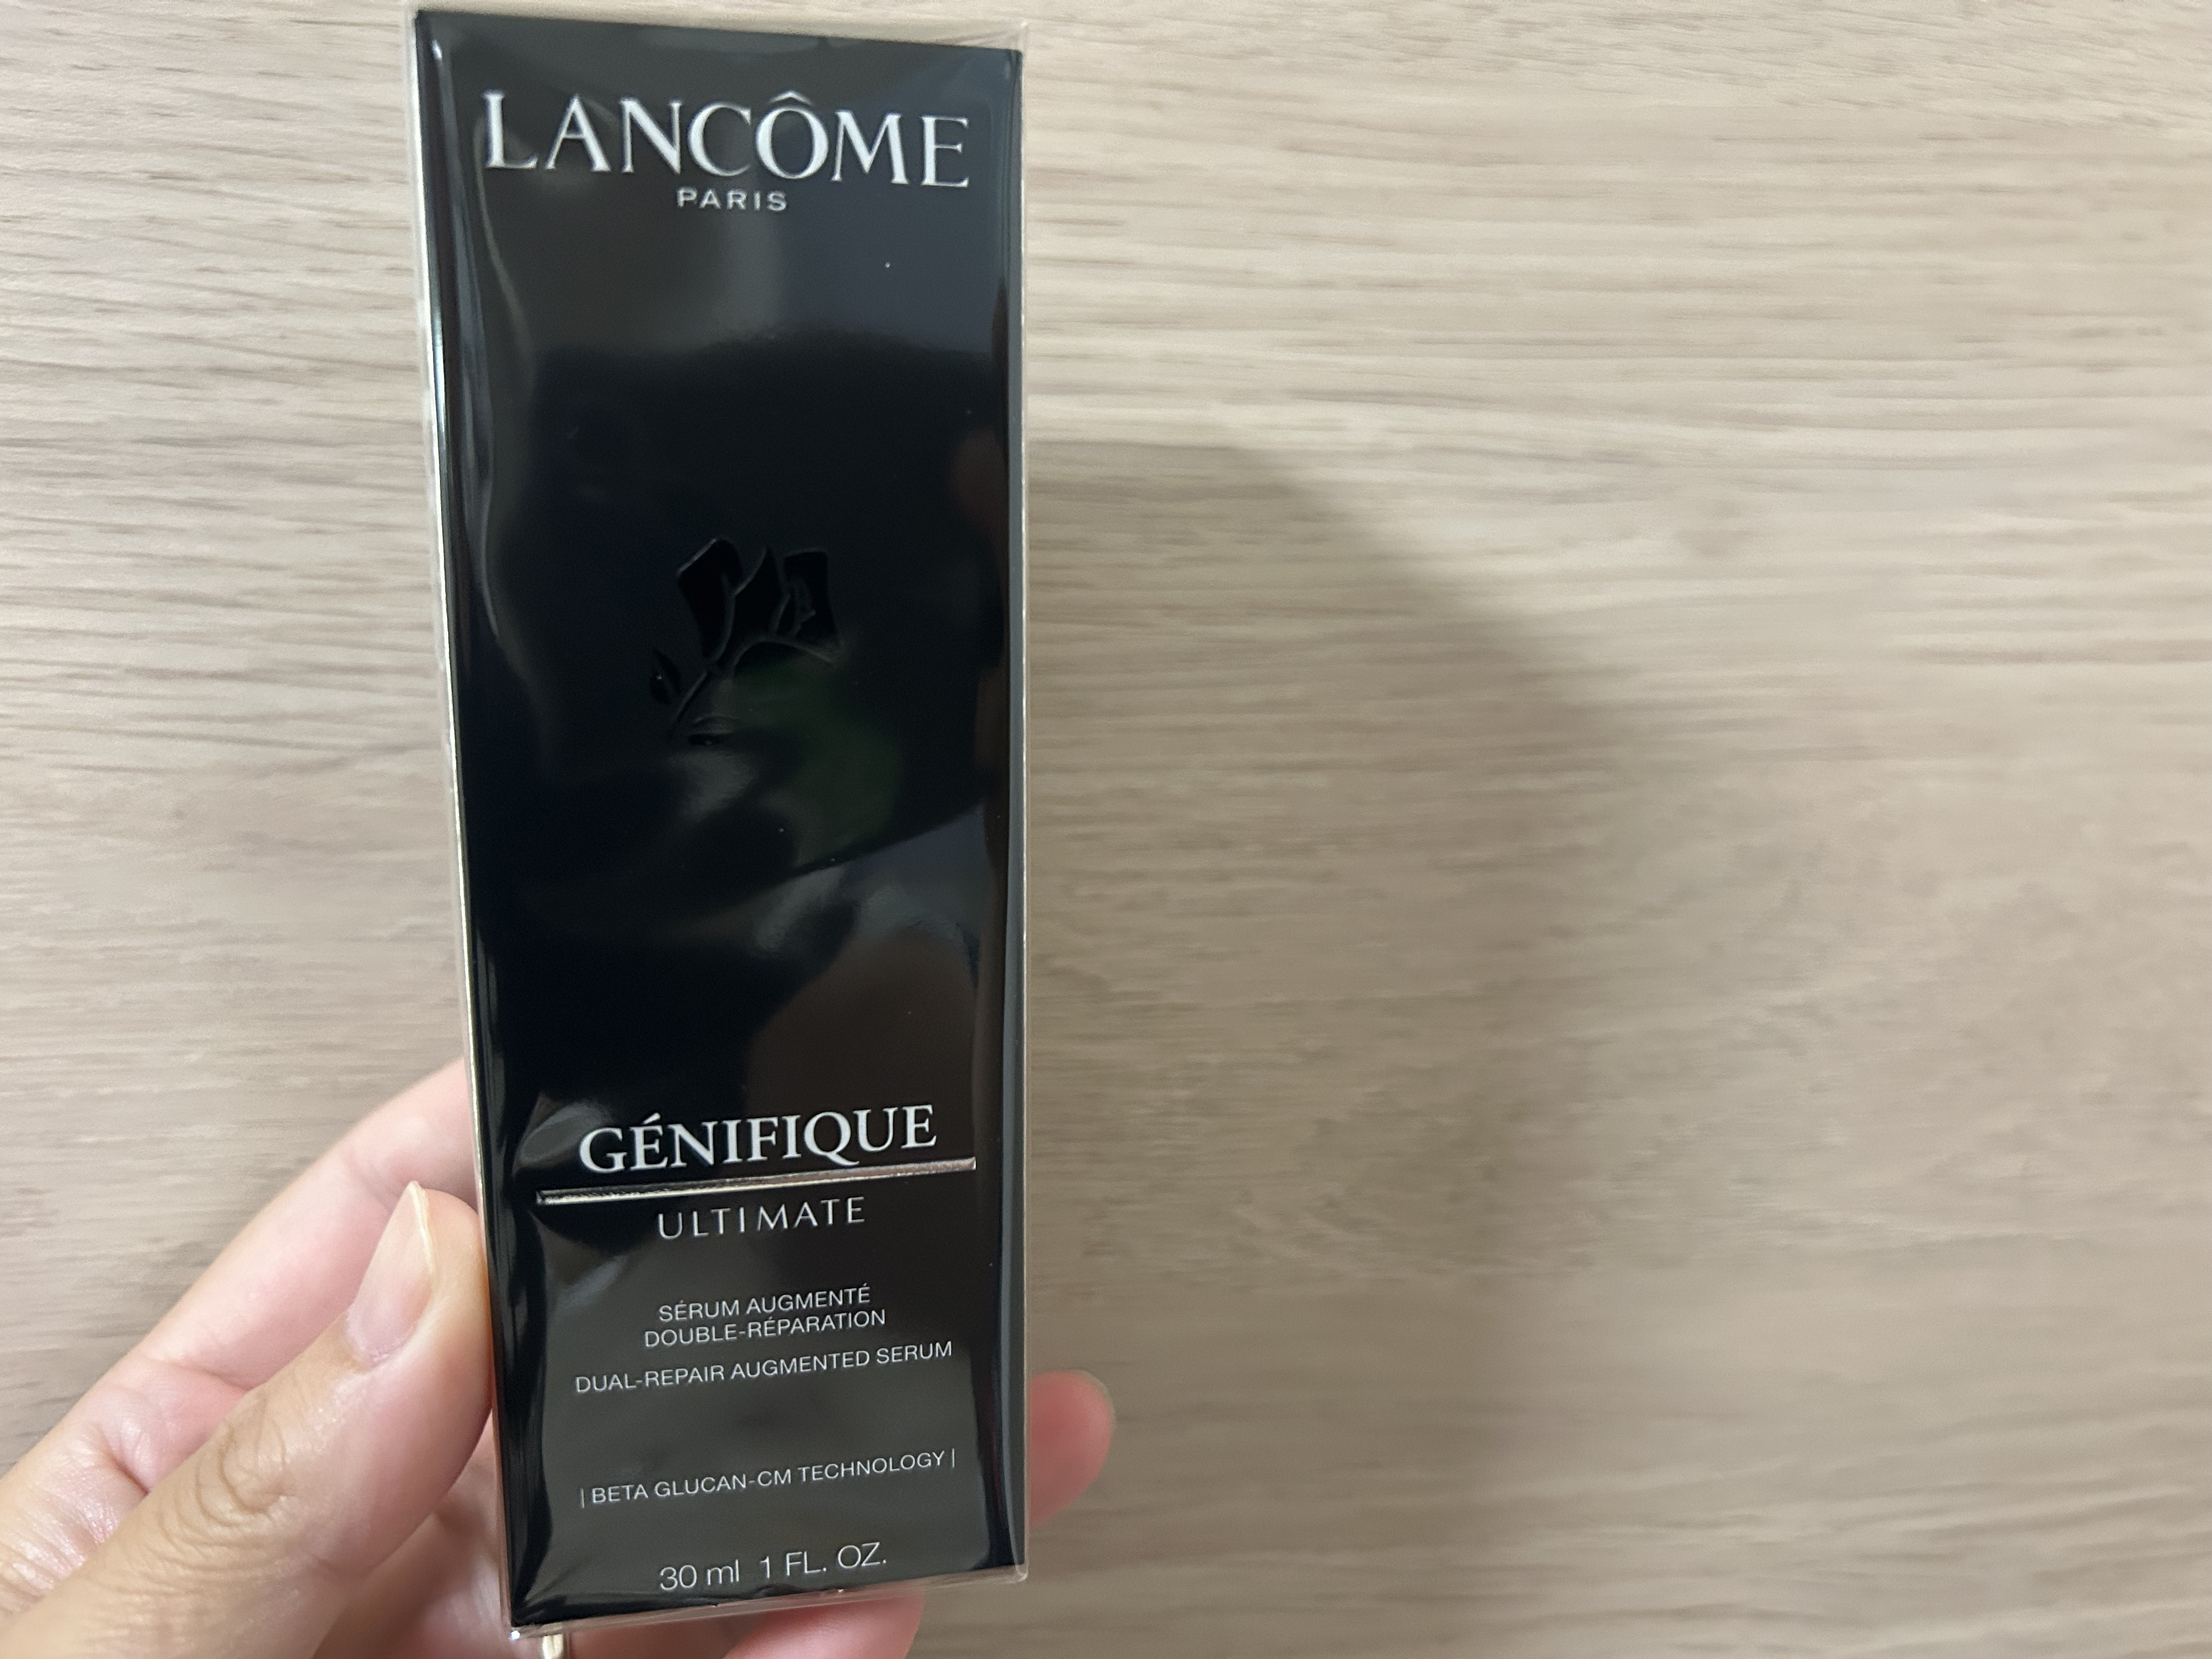 LANCÔME
PARIS
GÉNIFIQUE
ULTIMATE
SÉRUM AUGMENTÉ
DOUBLE-RÉPARATION
DUAL-REPAIR AUGMENTED SERUM
| BETA GLUCAN-CM TECHNOLOGY |
30 ml 1 FL. OZ.